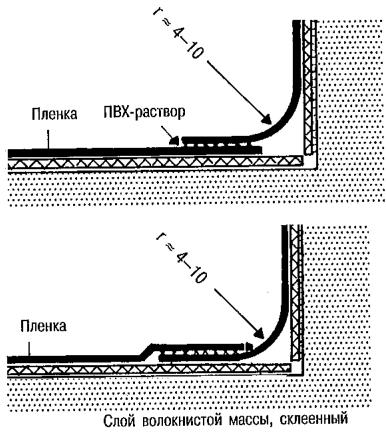 r ≈ 4–10
Пленка
ПВХ-раствор
r ≈ 4–10
Пленка
Слой волокнистой массы, склеенный